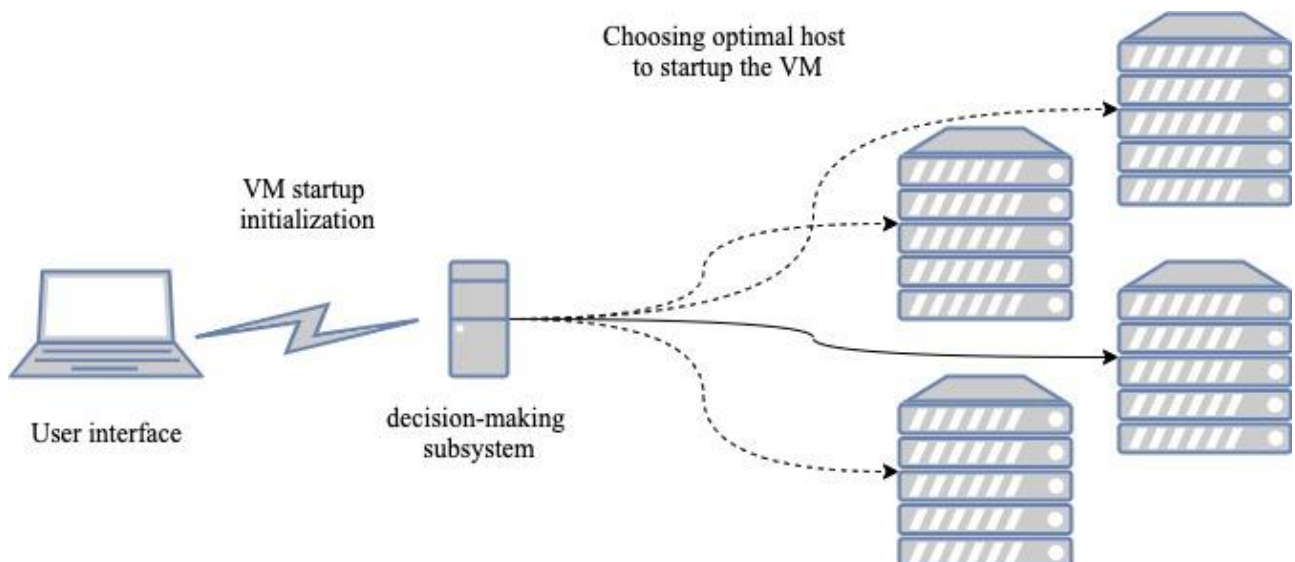 Choosing optimal host
to startup the VM
VM startup
initialization
User interface
decision-making
subsystem